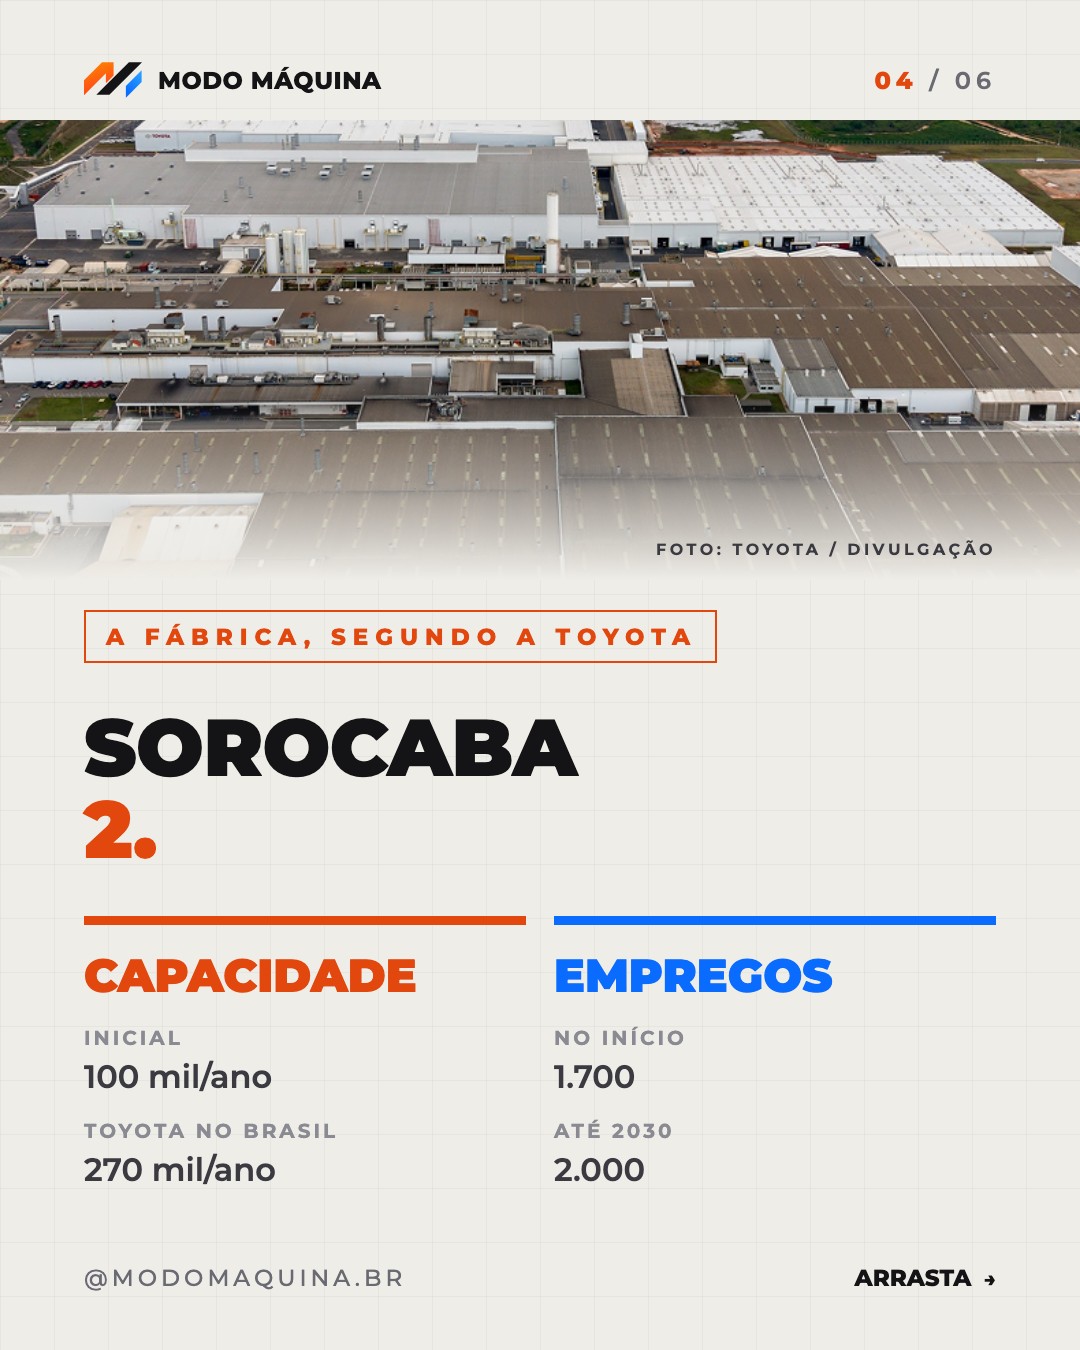 MODO MÁQUINA
04 / 06
TOYOTA
FOTO: TOYOTA / DIVULGAÇÃO
A FÁBRICA, SEGUNDO A TOYOTA
SOROCABA
2.
CAPACIDADE
INICIAL
100 mil/ano
TOYOTA NO BRASIL
270 mil/ano
EMPREGOS
NO INÍCIO
1.700
ATÉ 2030
2.000
@MODOMAQUINA.BR
ARRASTA →